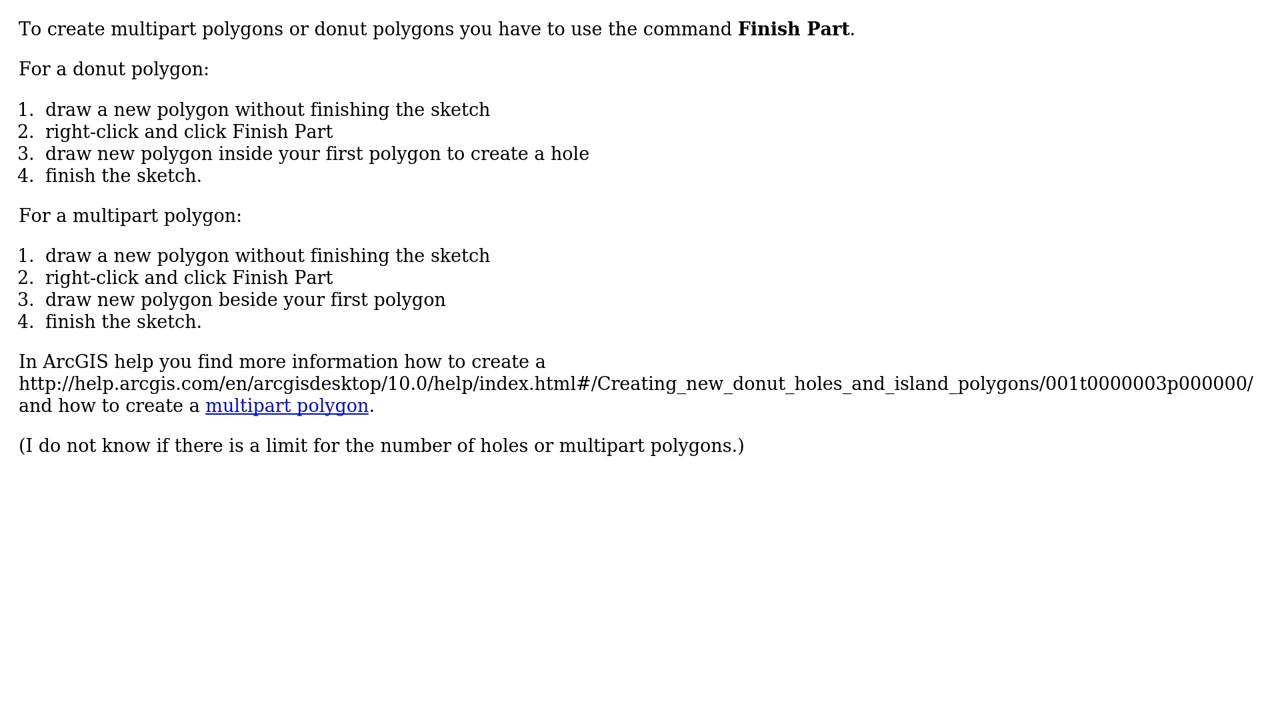 To create multipart polygons or donut polygons you have to use the command Finish Part.
For a donut polygon:
1. draw a new polygon without finishing the sketch
2. right-click and click Finish Part
3. draw new polygon inside your first polygon to create a hole
4. finish the sketch.
For a multipart polygon:
1. draw a new polygon without finishing the sketch
2. right-click and click Finish Part
3. draw new polygon beside your first polygon
4. finish the sketch.
In ArcGIS help you find more information how to create a
http://help.arcgis.com/en/arcgisdesktop/10.0/help/index.html#/Creating_new_donut_holes_and_island_polygons/001t0000003p000000/
and how to create a multipart polygon.
(I do not know if there is a limit for the number of holes or multipart polygons.)